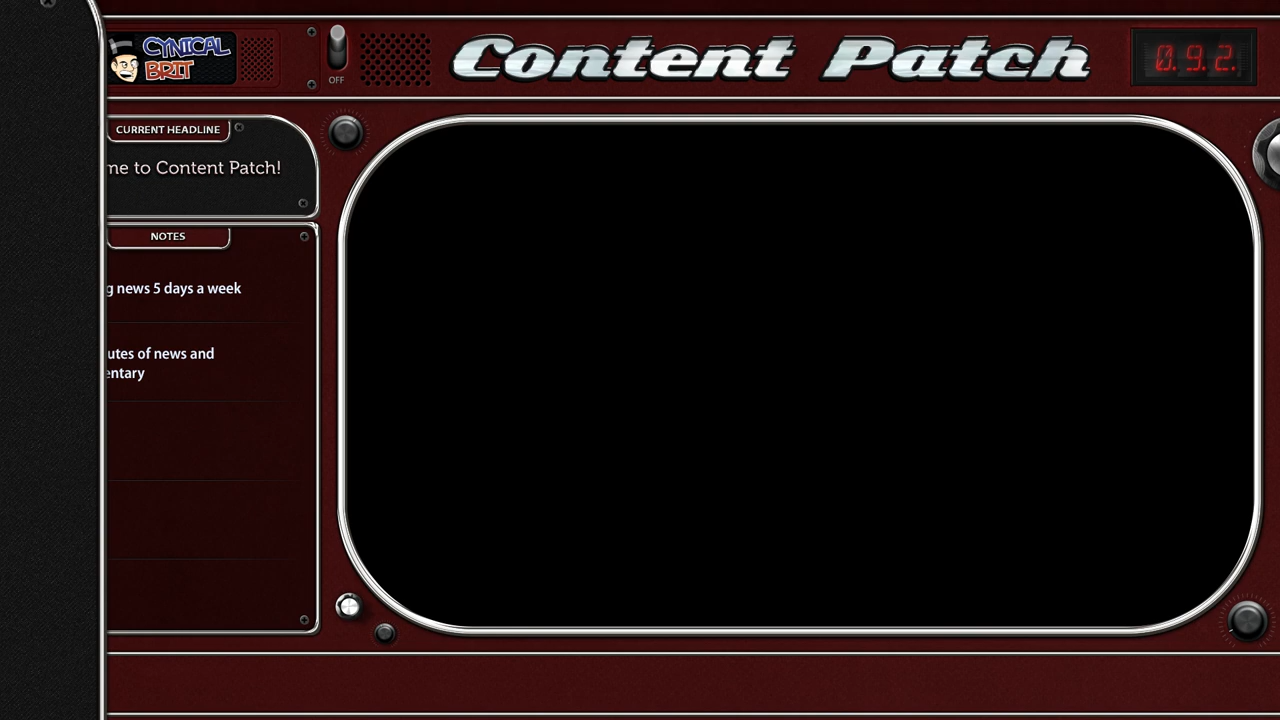 CYNICAL
BRIT
OFF
Content Patch
0.9.2.
CURRENT HEADLINE
me to Content Patch!
NOTES
g news 5 days a week
utes of news and
entary